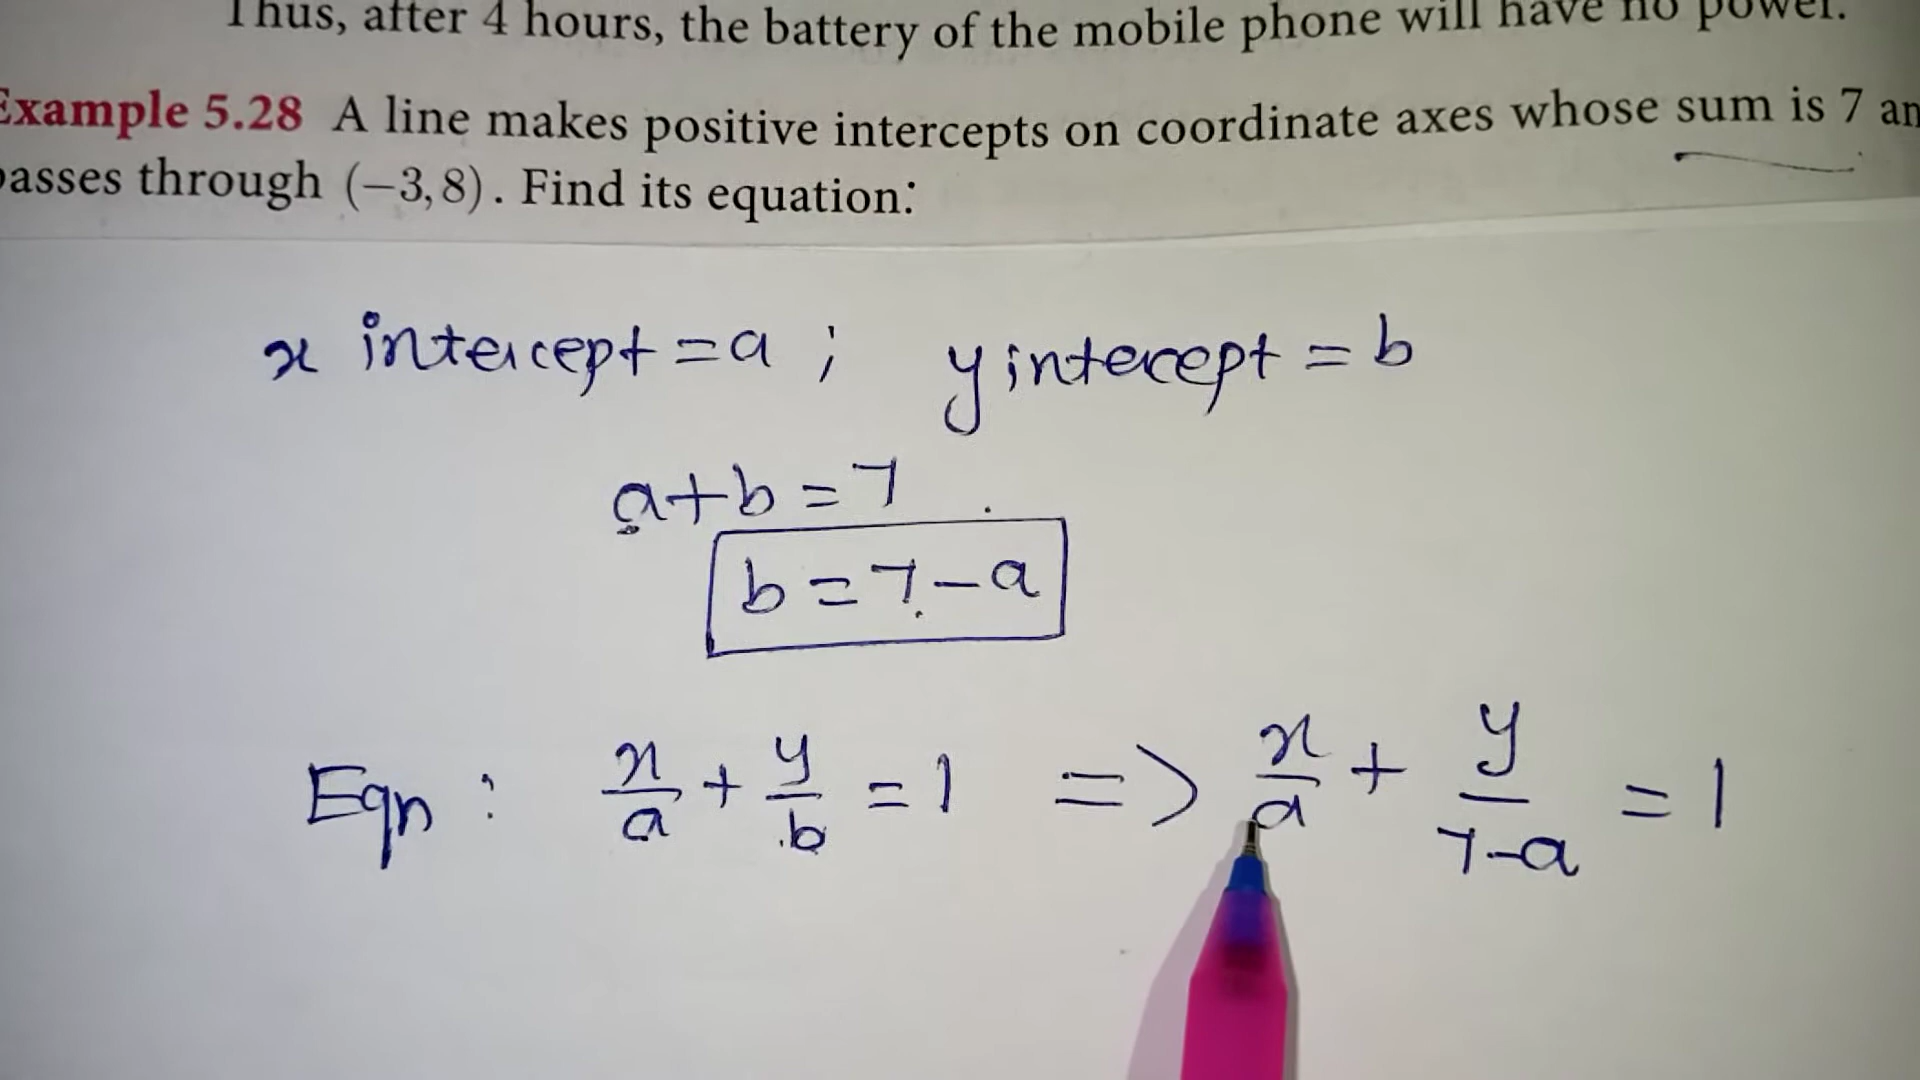 Thus, after 4 hours, the battery of the mobile phone will have no power.
Example 5.28 A line makes positive intercepts on coordinate axes whose sum is 7 an
passes through (−3,8). Find its equation:
x intercept = a ; y intercept = b
a+b = 7
b = 7 − a
Eqn : x/a + y/b = 1 => x/a + y/7-a = 1